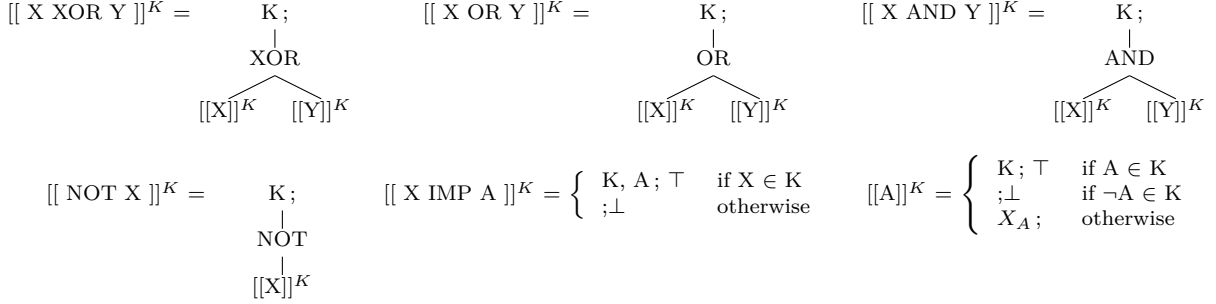 [[ X XOR Y ]]^K = K ;
XOR
[[X]]^K [[Y]]^K
[[ X OR Y ]]^K = K ;
OR
[[X]]^K [[Y]]^K
[[ X AND Y ]]^K = K ;
AND
[[X]]^K [[Y]]^K
[[ NOT X ]]^K = K ;
NOT
[[X]]^K
[[ X IMP A ]]^K = { K, A ; ⊤ if X ∈ K
;⊥ otherwise
[[A]]^K = { K ; ⊤ if A ∈ K
;⊥ if ¬A ∈ K
X_A ; otherwise